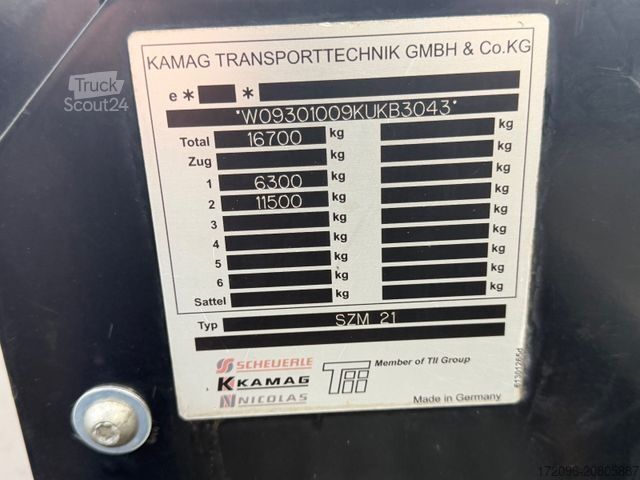 Truck
Scout24
KAMAG TRANSPORTTECHNIK GMBH & Co.KG
e* *
*W09301009KUKB3043*
Total 16700 kg kg
Zug kg kg
1 6300 kg kg
2 11500 kg kg
3 kg kg
4 kg kg
5 kg kg
6 kg kg
Sattel kg kg
Typ SZM 21
SCHEUERLE
KAMAG
NICOLAS
TII
Member of TII Group
Made in Germany